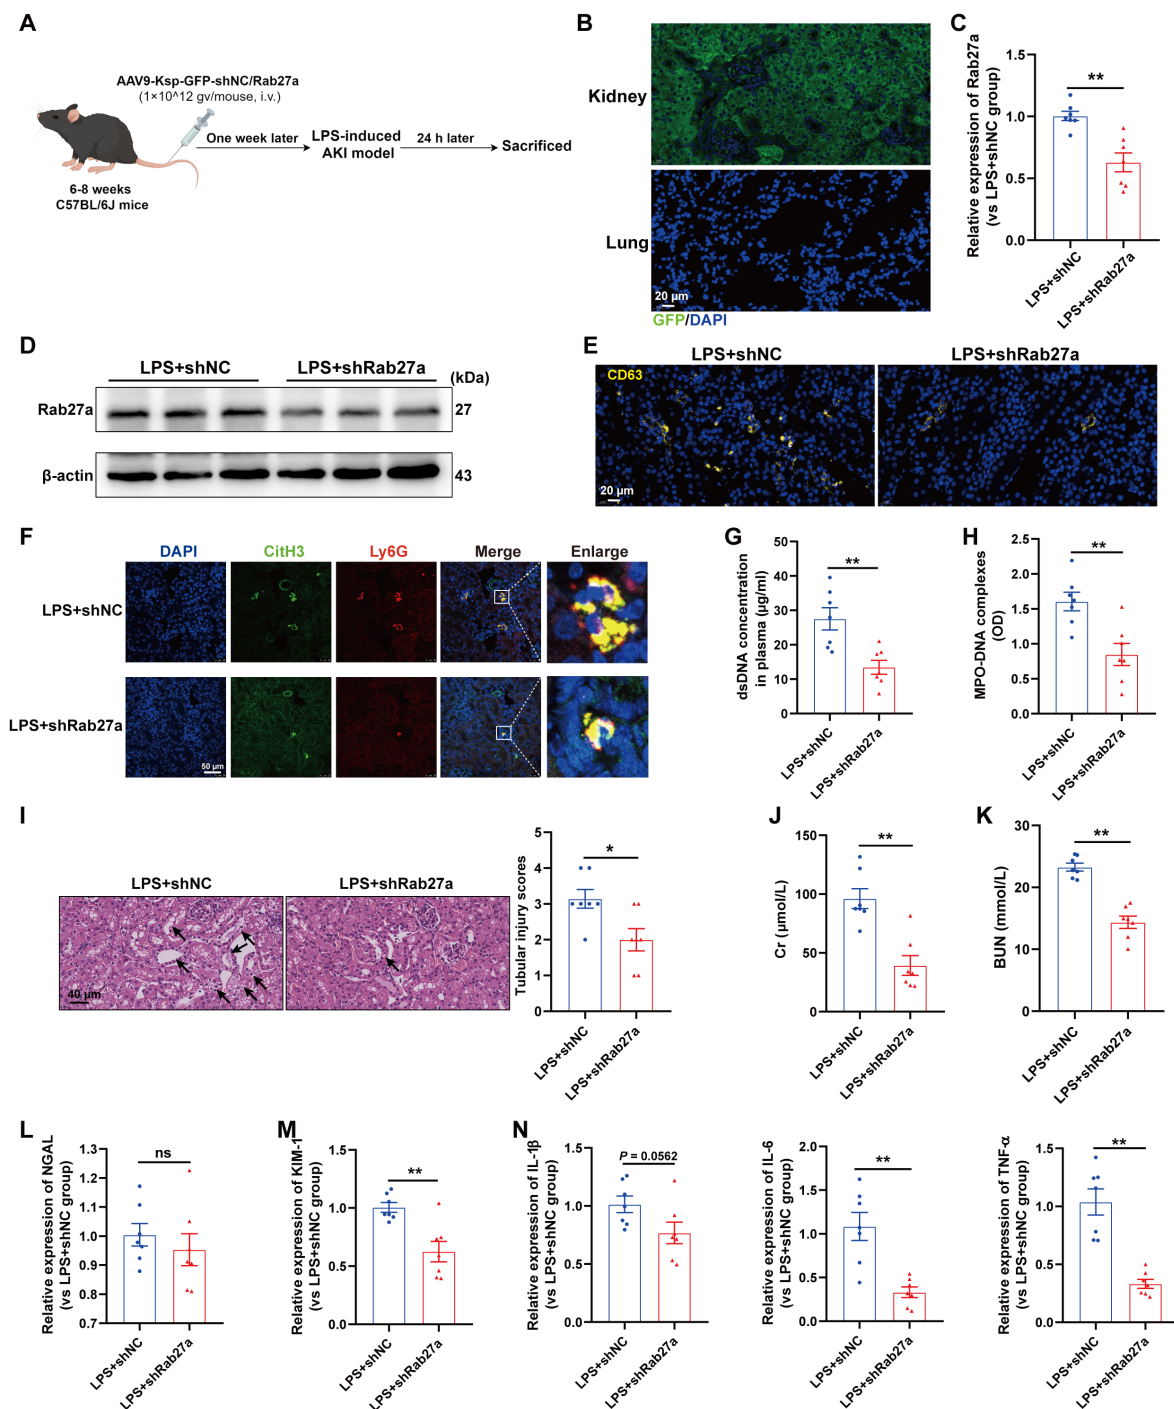 A
AAV9-Ksp-GFP-shNC/Rab27a
(1×10^12 gv/mouse, i.v.)
One week later
LPS-induced
AKI model
24 h later
Sacrificed
6-8 weeks
C57BL/6J mice
B
Kidney
Lung
20 μm
GFP/DAPI
C
Relative expression of Rab27a
(vs LPS+shNC group)
1.5
1.0
0.5
0.0
**
LPS+shNC
LPS+shRab27a
D
LPS+shNC
LPS+shRab27a
(kDa)
Rab27a
27
β-actin
43
E
LPS+shNC
LPS+shRab27a
CD63
20 μm
F
DAPI
CitH3
Ly6G
Merge
Enlarge
LPS+shNC
LPS+shRab27a
50 μm
G
dsDNA concentration
in plasma (μg/ml)
50
40
30
20
10
0
**
LPS+shNC
LPS+shRab27a
H
MPO-DNA complexes
(OD)
2.5
2.0
1.5
1.0
0.5
0.0
**
LPS+shNC
LPS+shRab27a
I
LPS+shNC
LPS+shRab27a
40 μm
Tubular injury scores
5
4
3
2
1
0
*
LPS+shNC
LPS+shRab27a
J
Cr (μmol/L)
150
100
50
0
**
LPS+shNC
LPS+shRab27a
K
BUN (mmol/L)
30
20
10
0
**
LPS+shNC
LPS+shRab27a
L
Relative expression of NGAL
(vs LPS+shNC group)
1.3
1.2
1.1
1.0
0.9
0.8
0.7
ns
LPS+shNC
LPS+shRab27a
M
Relative expression of KIM-1
(vs LPS+shNC group)
1.5
1.0
0.5
0.0
**
LPS+shNC
LPS+shRab27a
N
Relative expression of IL-1β
(vs LPS+shNC group)
1.5
1.0
0.5
0.0
P = 0.0562
LPS+shNC
LPS+shRab27a
Relative expression of IL-6
(vs LPS+shNC group)
2.0
1.5
1.0
0.5
0.0
**
LPS+shNC
LPS+shRab27a
Relative expression of TNF-α
(vs LPS+shNC group)
1.5
1.0
0.5
0.0
**
LPS+shNC
LPS+shRab27a